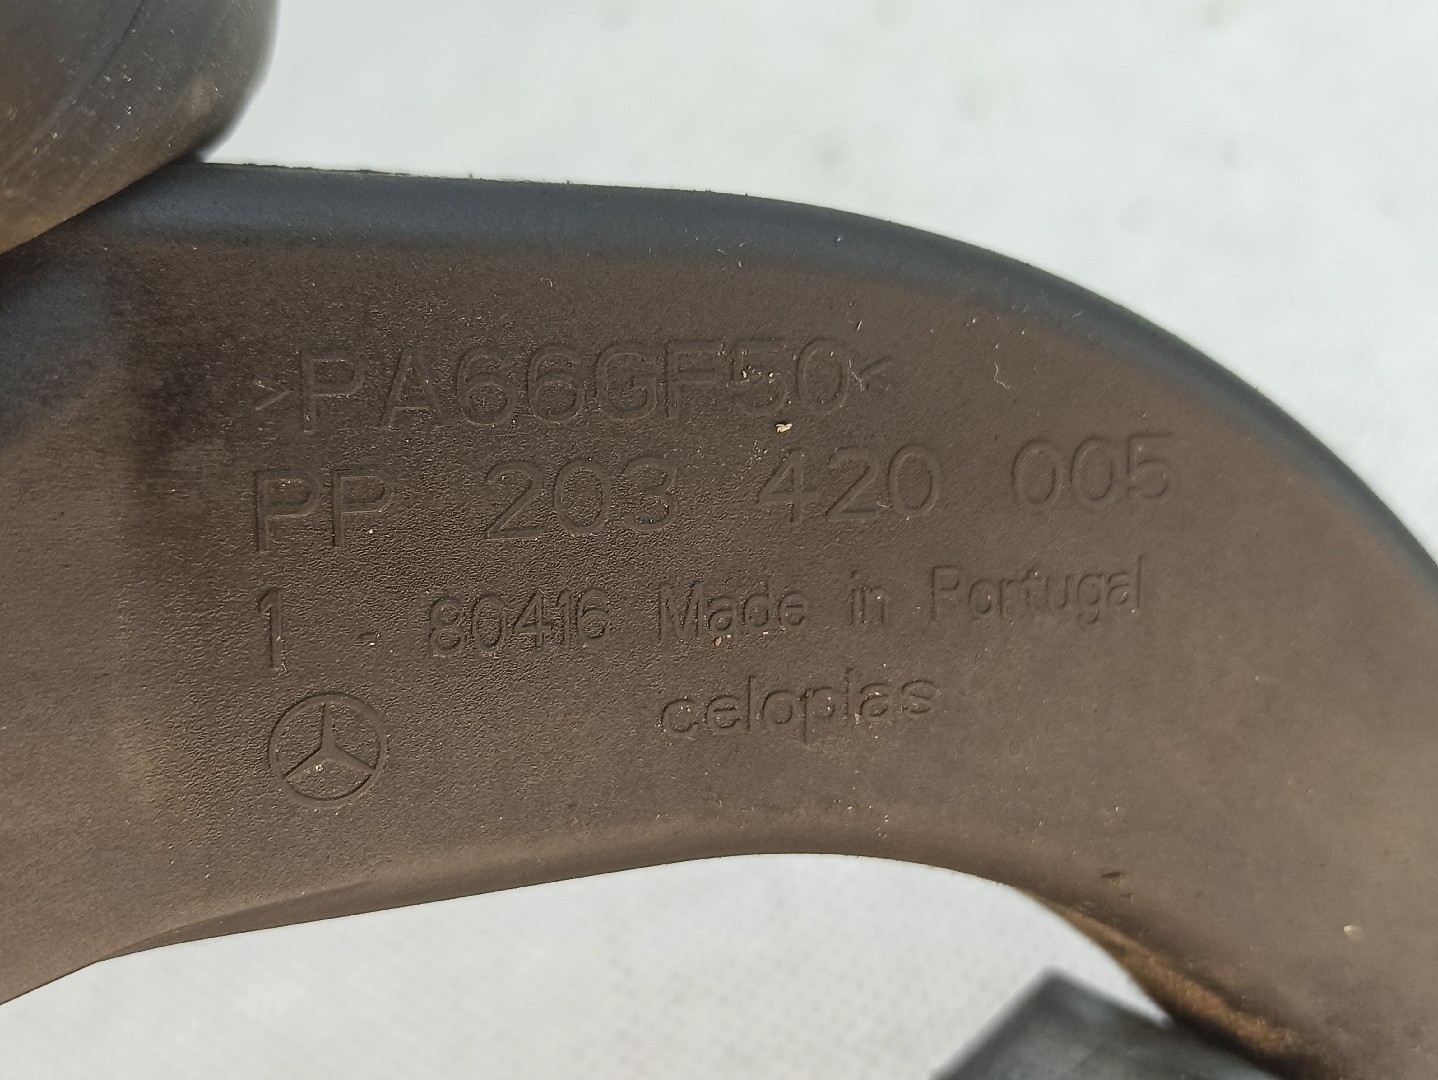 >PA66GF50<
PP 203 420 005
1 - 80416 Made in Portugal
celoplas